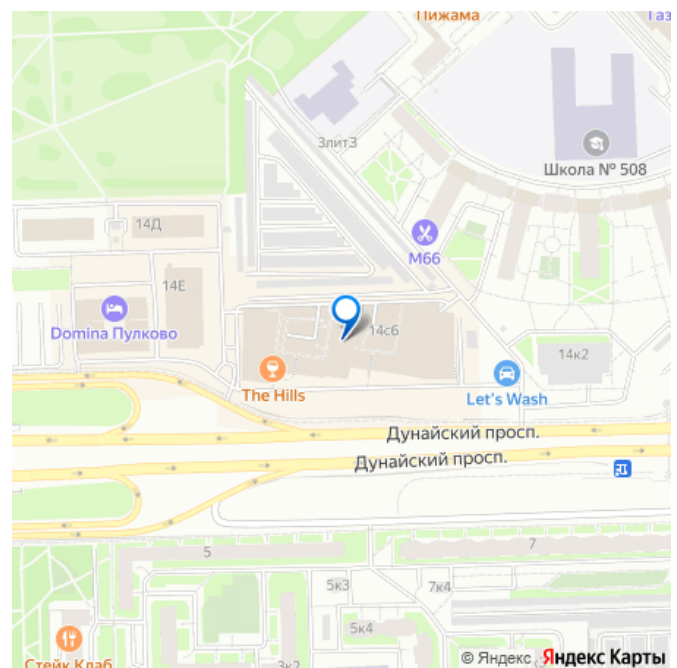 Пижама
Газ
3литЗ
Школа № 508
14Д
М66
14Е
Domina Пулково
14с6
14к2
The Hills
Let's Wash
Дунайский просп.
Дунайский просп.
5
7
5к3
7к4
5к4
3к2
Стейк Клаб
© Яндекс Яндекс Карты